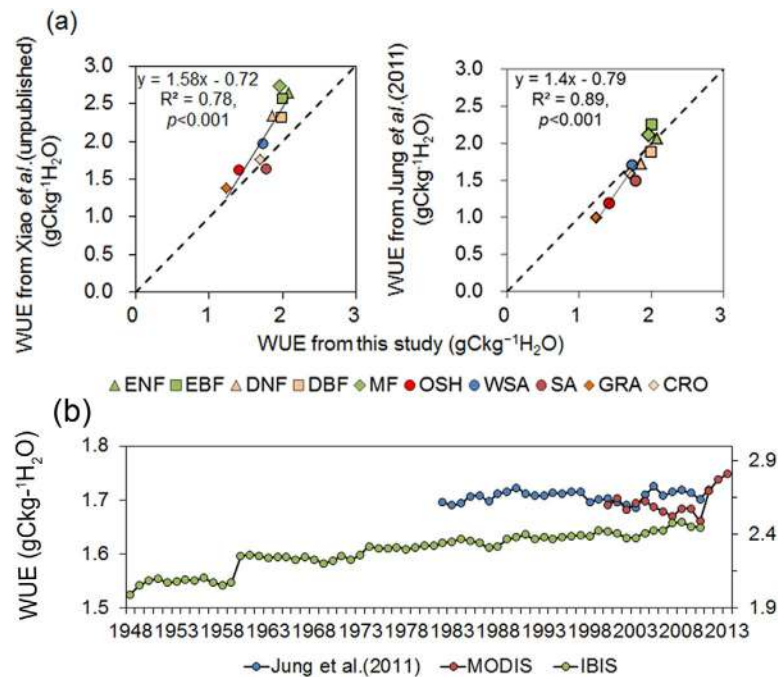 (a)
WUE from Xiao et al.(unpublished)
(gCkg⁻¹H₂O)
3.0
2.5
2.0
1.5
1.0
0.5
0.0
y = 1.58x - 0.72
R² = 0.78,
p<0.001
0 1 2 3
WUE from Jung et al.(2011)
(gCkg⁻¹H₂O)
3.0
2.5
2.0
1.5
1.0
0.5
0.0
y = 1.4x - 0.79
R² = 0.89,
p<0.001
0 1 2 3
WUE from this study (gCkg⁻¹H₂O)
ENF EBF DNF DBF MF OSH WSA SA GRA CRO
(b)
WUE (gCkg-¹H₂O)
1.8
1.7
1.6
1.5
2.9
2.4
1.9
1948 1953 1958 1963 1968 1973 1978 1983 1988 1993 1998 2003 2008 2013
Jung et al.(2011) MODIS IBIS